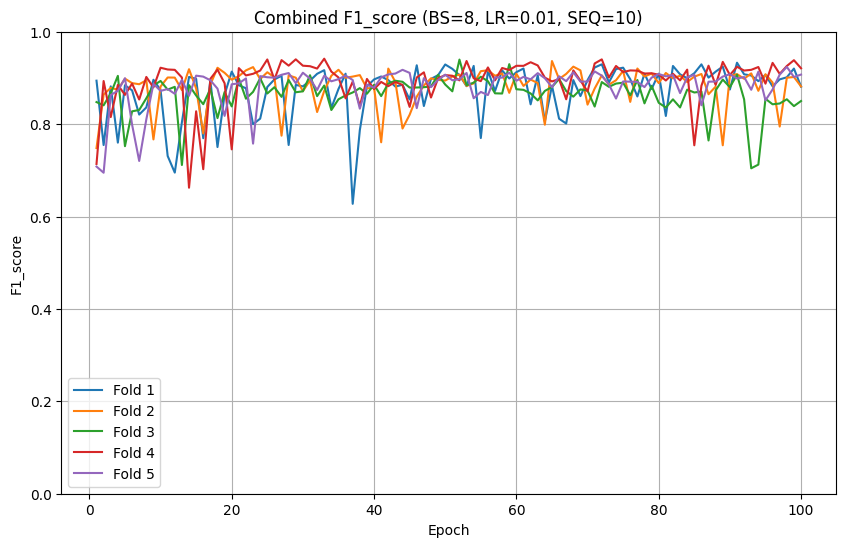 Combined F1_score (BS=8, LR=0.01, SEQ=10)
1.0
0.8
0.6
0.4
0.2
0.0
F1_score
Fold 1
Fold 2
Fold 3
Fold 4
Fold 5
0 20 40 60 80 100
Epoch